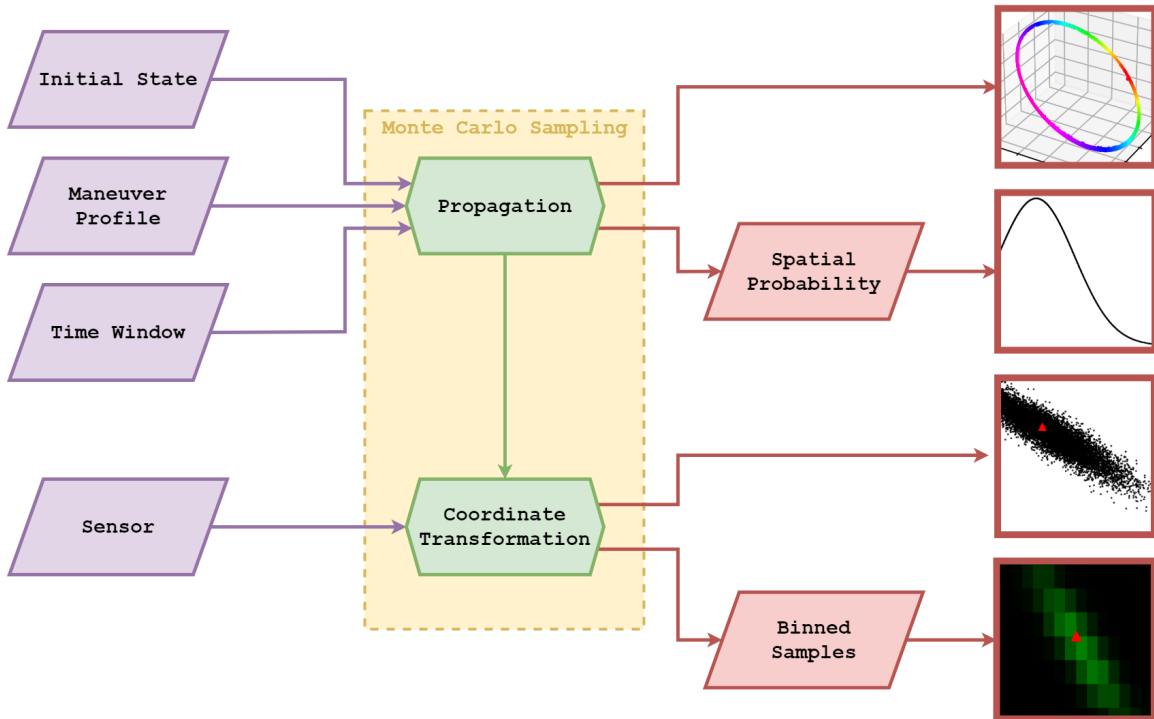 Initial State
Monte Carlo Sampling
Maneuver
Profile
Propagation
Spatial
Probability
Time Window
Sensor
Coordinate
Transformation
Binned
Samples